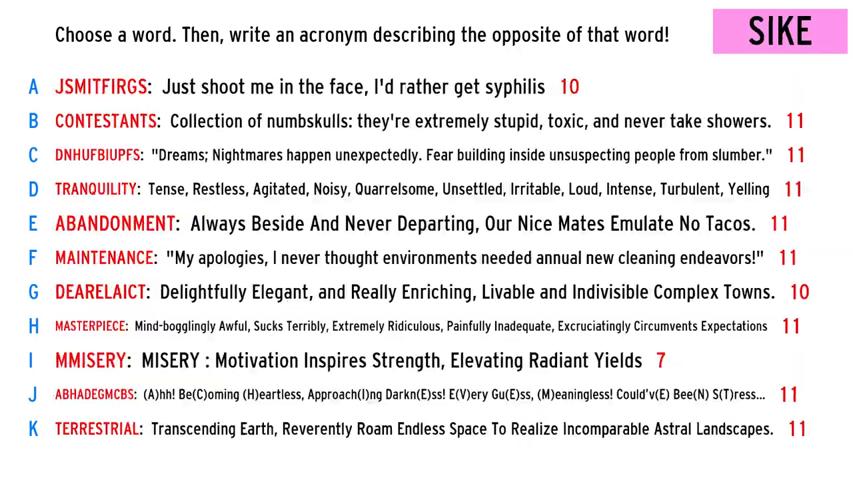 Choose a word. Then, write an acronym describing the opposite of that word!
SIKE
A JSMITFIRGS: Just shoot me in the face, I'd rather get syphilis 10
B CONTESTANTS: Collection of numbskulls: they're extremely stupid, toxic, and never take showers. 11
C DNHUFBIUPFS: "Dreams; Nightmares happen unexpectedly. Fear building inside unsuspecting people from slumber." 11
D TRANQUILITY: Tense, Restless, Agitated, Noisy, Quarrelsome, Unsettled, Irritable, Loud, Intense, Turbulent, Yelling 11
E ABANDONMENT: Always Beside And Never Departing, Our Nice Mates Emulate No Tacos. 11
F MAINTENANCE: "My apologies, I never thought environments needed annual new cleaning endeavors!" 11
G DEARELAICT: Delightfully Elegant, and Really Enriching, Livable and Indivisible Complex Towns. 10
H MASTERPIECE: Mind-bogglingly Awful, Sucks Terribly, Extremely Ridiculous, Painfully Inadequate, Excruciatingly Circumvents Expectations 11
I MMISERY: MISERY : Motivation Inspires Strength, Elevating Radiant Yields 7
J ABHADEGMCBS: (A)hh! Be(C)oming (H)eartless, Approach(I)ng Darkn(E)ss! E(V)ery Gu(E)ss, (M)eaningless! Could'v(E) Bee(N) S(T)ress... 11
K TERRESTRIAL: Transcending Earth, Reverently Roam Endless Space To Realize Incomparable Astral Landscapes. 11